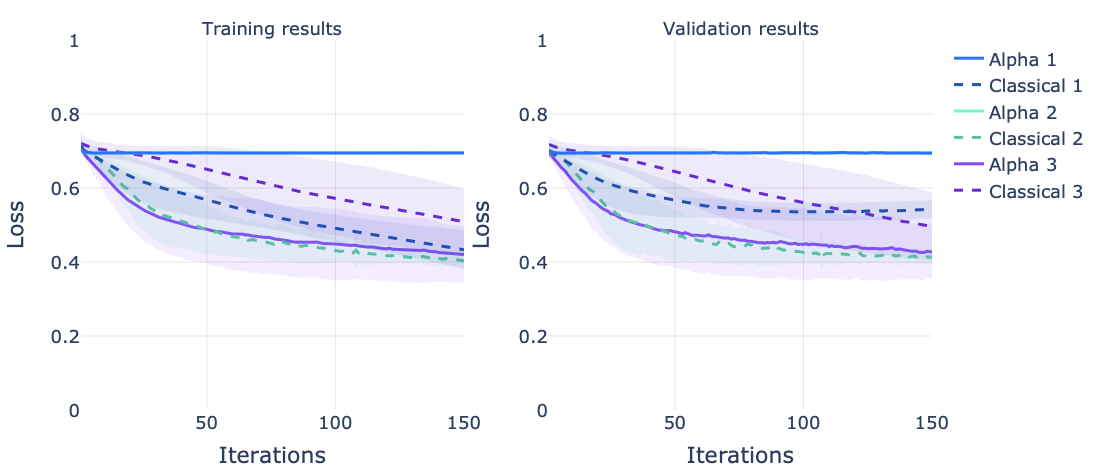 Training results
Validation results
1
0.8
0.6
0.4
0.2
0
50
100
150
Loss
Iterations
1
0.8
0.6
0.4
0.2
0
50
100
150
Loss
Iterations
Alpha 1
Classical 1
Alpha 2
Classical 2
Alpha 3
Classical 3